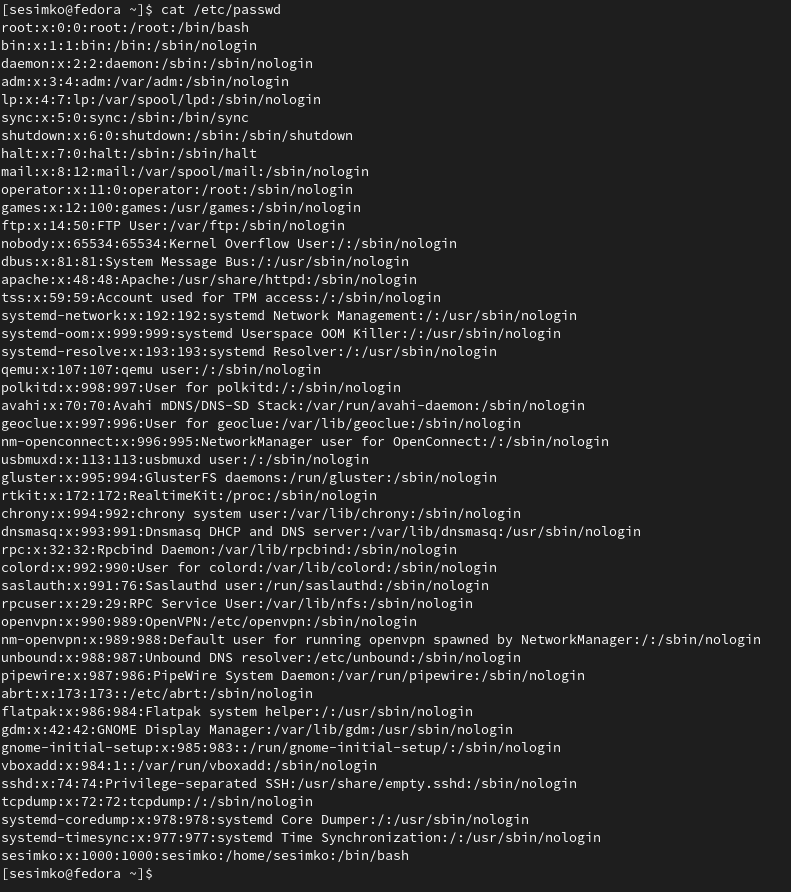 [sesimko@fedora ~]$ cat /etc/passwd
root:x:0:0:root:/root:/bin/bash
bin:x:1:1:bin:/bin:/sbin/nologin
daemon:x:2:2:daemon:/sbin:/sbin/nologin
adm:x:3:4:adm:/var/adm:/sbin/nologin
lp:x:4:7:lp:/var/spool/lpd:/sbin/nologin
sync:x:5:0:sync:/sbin:/bin/sync
shutdown:x:6:0:shutdown:/sbin:/sbin/shutdown
halt:x:7:0:halt:/sbin:/sbin/halt
mail:x:8:12:mail:/var/spool/mail:/sbin/nologin
operator:x:11:0:operator:/root:/sbin/nologin
games:x:12:100:games:/usr/games:/sbin/nologin
ftp:x:14:50:FTP User:/var/ftp:/sbin/nologin
nobody:x:65534:65534:Kernel Overflow User:/:/sbin/nologin
dbus:x:81:81:System Message Bus:/:/usr/sbin/nologin
apache:x:48:48:Apache:/usr/share/httpd:/sbin/nologin
tss:x:59:59:Account used for TPM access:/:/sbin/nologin
systemd-network:x:192:192:systemd Network Management:/:/usr/sbin/nologin
systemd-oom:x:999:999:systemd Userspace OOM Killer:/:/usr/sbin/nologin
systemd-resolve:x:193:193:systemd Resolver:/:/usr/sbin/nologin
qemu:x:107:107:qemu user:/:/sbin/nologin
polkitd:x:998:997:User for polkitd:/:/sbin/nologin
avahi:x:70:70:Avahi mDNS/DNS-SD Stack:/var/run/avahi-daemon:/sbin/nologin
geoclue:x:997:996:User for geoclue:/var/lib/geoclue:/sbin/nologin
nm-openconnect:x:996:995:NetworkManager user for OpenConnect:/:/sbin/nologin
usbmuxd:x:113:113:usbmuxd user:/:/sbin/nologin
gluster:x:995:994:GlusterFS daemons:/run/gluster:/sbin/nologin
rtkit:x:172:172:RealtimeKit:/proc:/sbin/nologin
chrony:x:994:992:chrony system user:/var/lib/chrony:/sbin/nologin
dnsmasq:x:993:991:Dnsmasq DHCP and DNS server:/var/lib/dnsmasq:/usr/sbin/nologin
rpc:x:32:32:Rpcbind Daemon:/var/lib/rpcbind:/sbin/nologin
colord:x:992:990:User for colord:/var/lib/colord:/sbin/nologin
saslauth:x:991:76:Saslauthd user:/run/saslauthd:/sbin/nologin
rpcuser:x:29:29:RPC Service User:/var/lib/nfs:/sbin/nologin
openvpn:x:990:989:OpenVPN:/etc/openvpn:/sbin/nologin
nm-openvpn:x:989:988:Default user for running openvpn spawned by NetworkManager:/:/sbin/nologin
unbound:x:988:987:Unbound DNS resolver:/etc/unbound:/sbin/nologin
pipewire:x:987:986:PipeWire System Daemon:/var/run/pipewire:/sbin/nologin
abrt:x:173:173::/etc/abrt:/sbin/nologin
flatpak:x:986:984:Flatpak system helper:/:/usr/sbin/nologin
gdm:x:42:42:GNOME Display Manager:/var/lib/gdm:/usr/sbin/nologin
gnome-initial-setup:x:985:983::/run/gnome-initial-setup/:/sbin/nologin
vboxadd:x:984:1::/var/run/vboxadd:/sbin/nologin
sshd:x:74:74:Privilege-separated SSH:/usr/share/empty.sshd:/sbin/nologin
tcpdump:x:72:72:tcpdump:/:/sbin/nologin
systemd-coredump:x:978:978:systemd Core Dumper:/:/usr/sbin/nologin
systemd-timesync:x:977:977:systemd Time Synchronization:/:/usr/sbin/nologin
sesimko:x:1000:1000:sesimko:/home/sesimko:/bin/bash
[sesimko@fedora ~]$